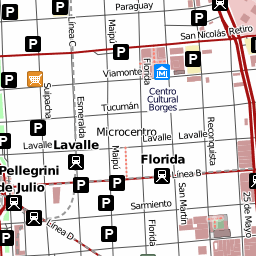 Paraguay
San Nicolás
Retiro
Línea C
Maipú
Florida
Viamonte
Suipacha
Esmeralda
Centro
Cultural
Borges
Tucumán
Microcentro
Reconquista
Lavalle
Lavalle
Lavalle
Lavalle
Maipú
Florida
Pellegrini
Línea B
de Julio
San Martín
Sarmiento
25 de Mayo
Florida
Línea D